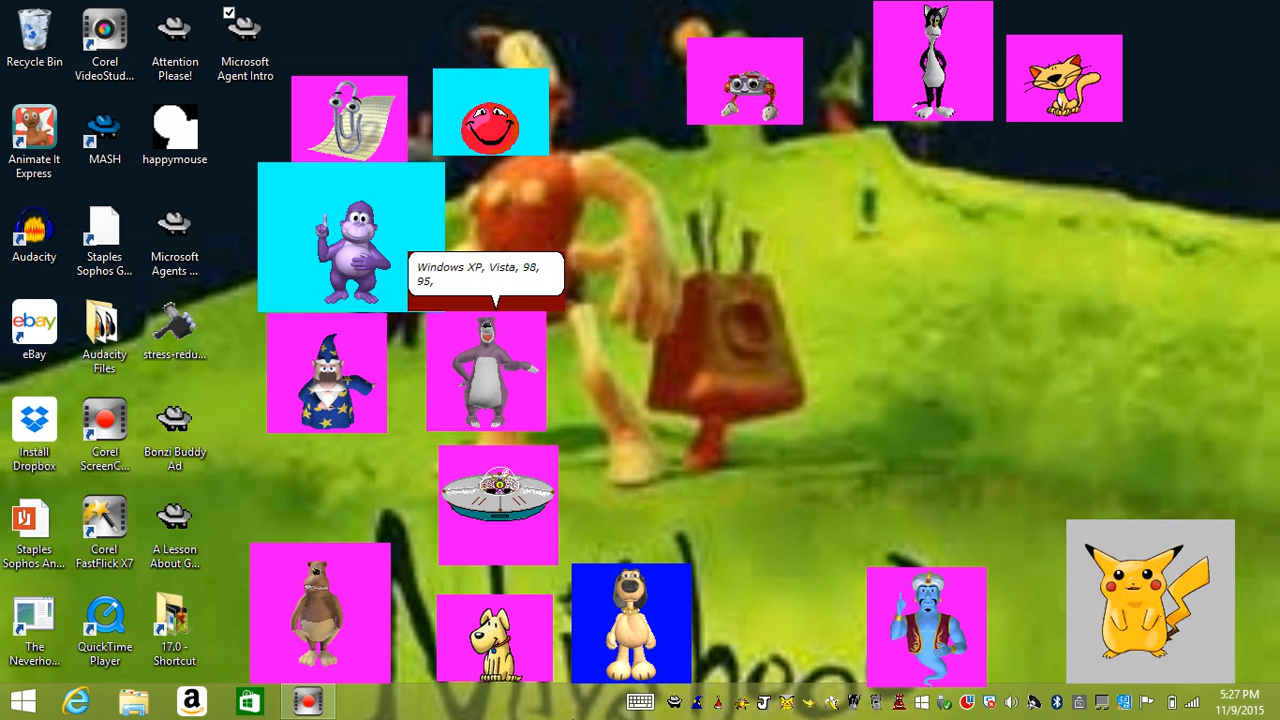 Recycle Bin
Corel
VideoStud...
Attention
Please!
Microsoft
Agent Intro
Animate It
Express
MASH
happymouse
Audacity
Staples
Sophos G...
Microsoft
Agents ...
ebay
eBay
Audacity
Files
stress-redu...
Install
Dropbox
Corel
ScreenC...
Bonzi Buddy
Ad
Staples
Sophos An...
Corel
FastFlick X7
A Lesson
About G...
The
Neverho...
QuickTime
Player
17.0 -
Shortcut
Windows XP, Vista, 98,
95,
5:27 PM
11/9/2015